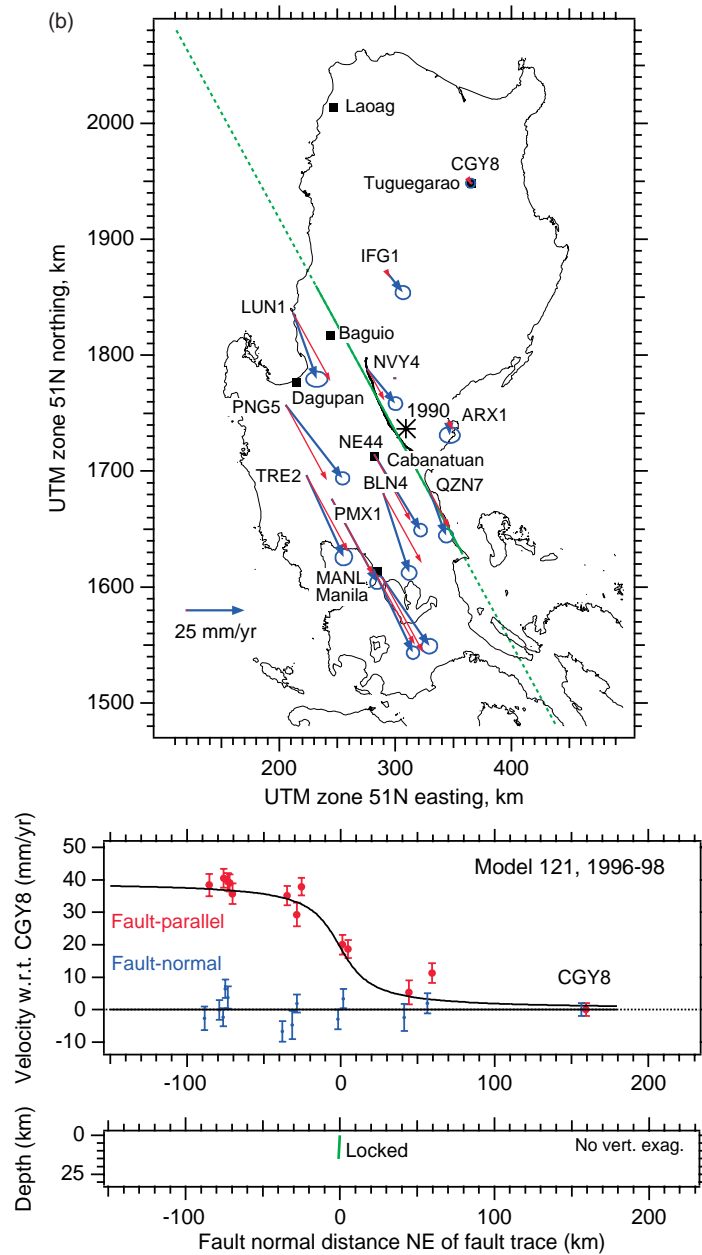 (b)
2000
1900
1800
1700
1600
1500
UTM zone 51N northing, km
Laoag
CGY8
Tuguegarao
IFG1
LUN1
Baguio
NVY4
Dagupan
1990
ARX1
PNG5
NE44
Cabanatuan
TRE2
BLN4
QZN7
PMX1
MANL
Manila
25 mm/yr
200
300
400
UTM zone 51N easting, km
50
40
30
20
10
0
-10
Velocity w.r.t. CGY8 (mm/yr)
Model 121, 1996-98
Fault-parallel
Fault-normal
CGY8
-100
0
100
200
Depth (km)
0
25
Locked
No vert. exag.
-100
0
100
200
Fault normal distance NE of fault trace (km)